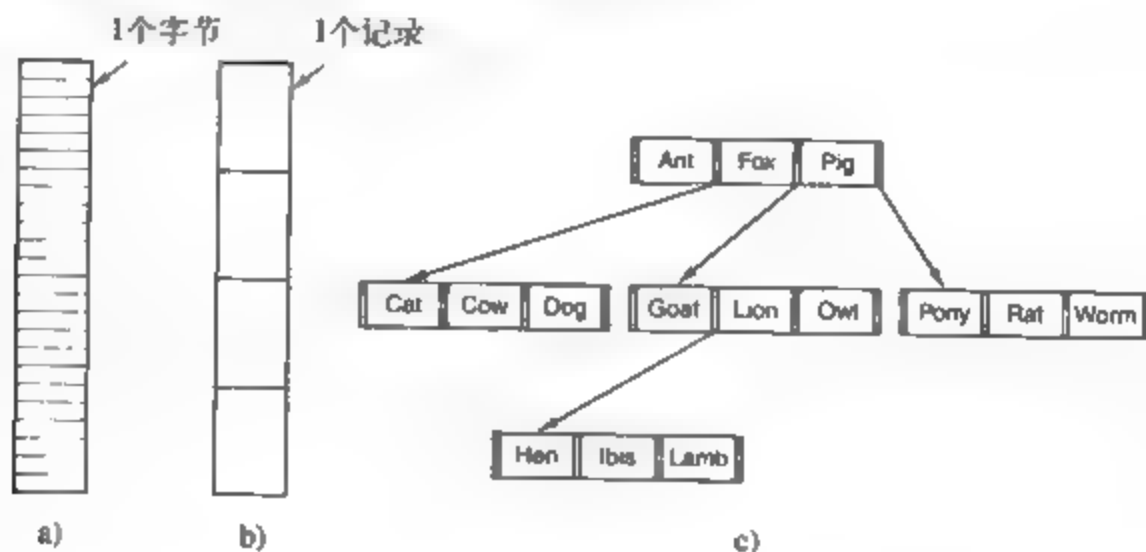 1个字节
1个记录
Ant Fox Pig
Cat Cow Dog
Goat Lion Owl
Pony Rat Worm
Hen Ibis Lamb
a)
b)
c)